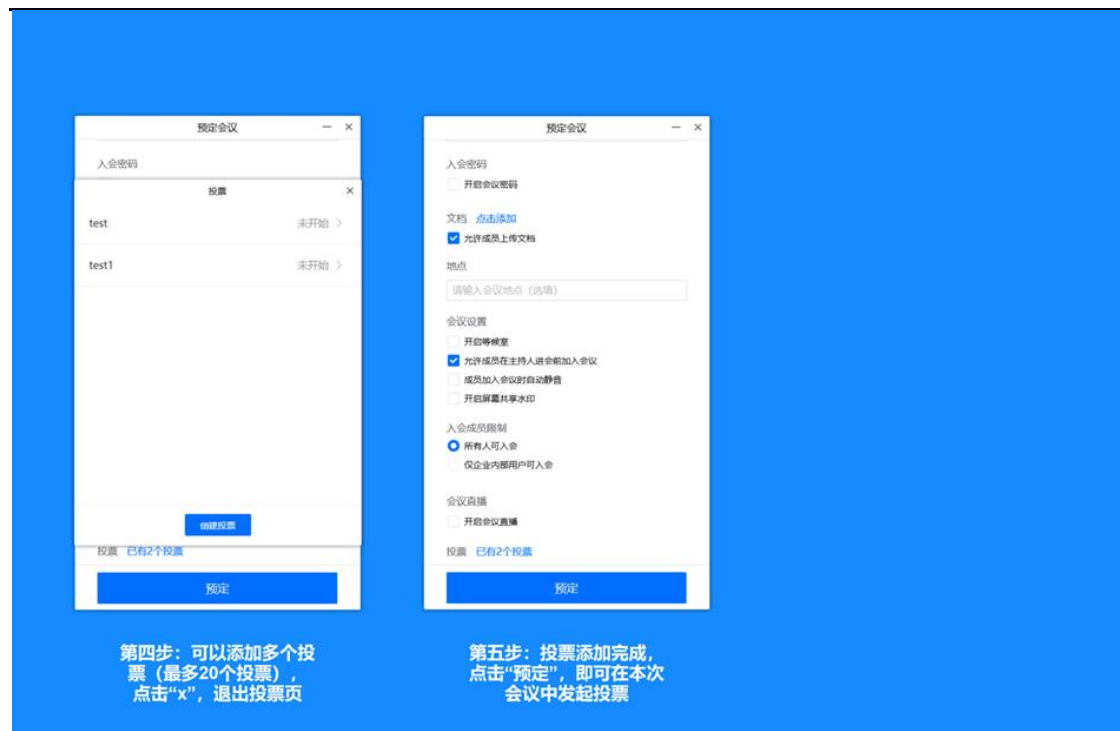 预定会议
入会密码
投票
test 未开始
test1 未开始
创建投票
投票 已有2个投票
预定
第四步：可以添加多个投
票（最多20个投票），
点击“x”，退出投票页
预定会议
入会密码
开启会议密码
文档 点击添加
允许成员上传文档
地点
请输入会议地点（选填）
会议设置
开启等候室
允许成员在主持人进会前加入会议
成员加入会议时自动静音
开启屏幕共享水印
入会成员限制
所有人可入会
仅企业内部用户可入会
会议直播
开启会议直播
投票 已有2个投票
预定
第五步：投票添加完成，
点击“预定”，即可在本次
会议中发起投票